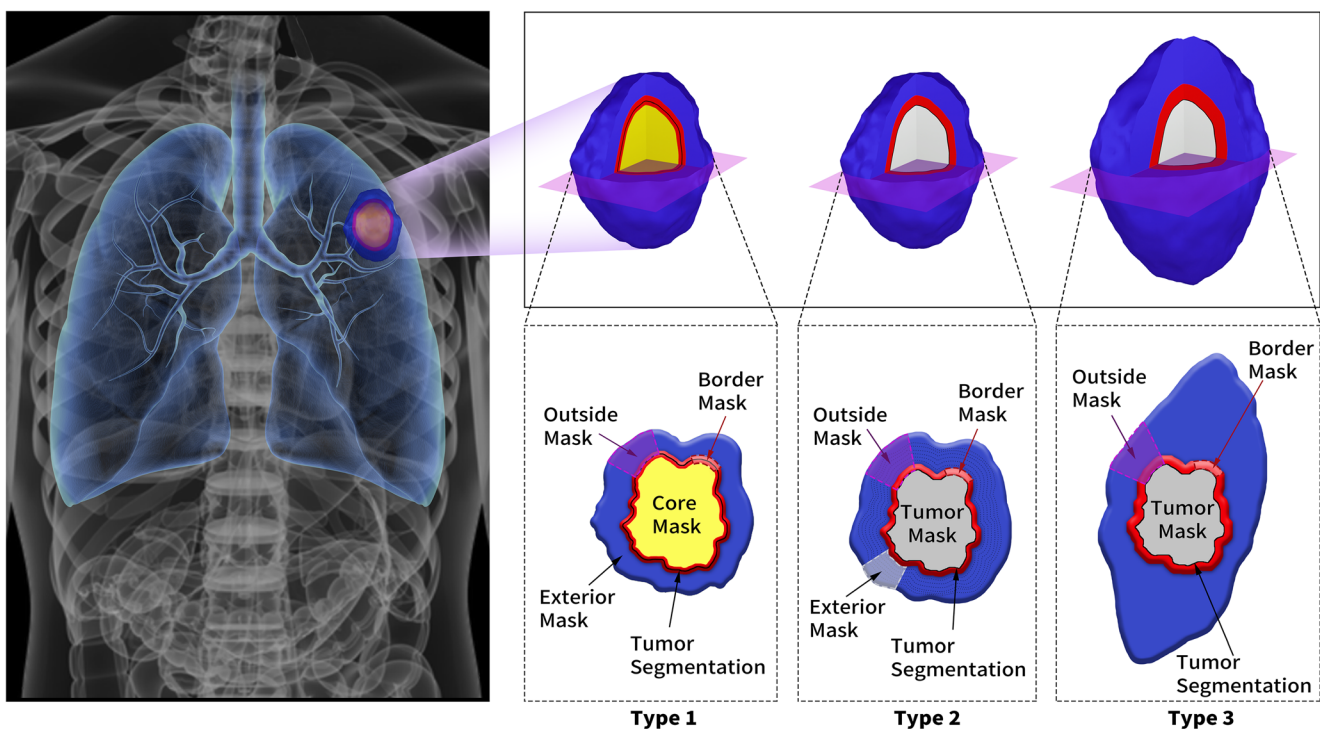 Border
Mask
Outside
Mask
Core
Mask
Exterior
Mask
Tumor
Segmentation
Type 1
Border
Mask
Outside
Mask
Tumor
Mask
Exterior
Mask
Tumor
Segmentation
Type 2
Border
Mask
Outside
Mask
Tumor
Mask
Tumor
Segmentation
Type 3